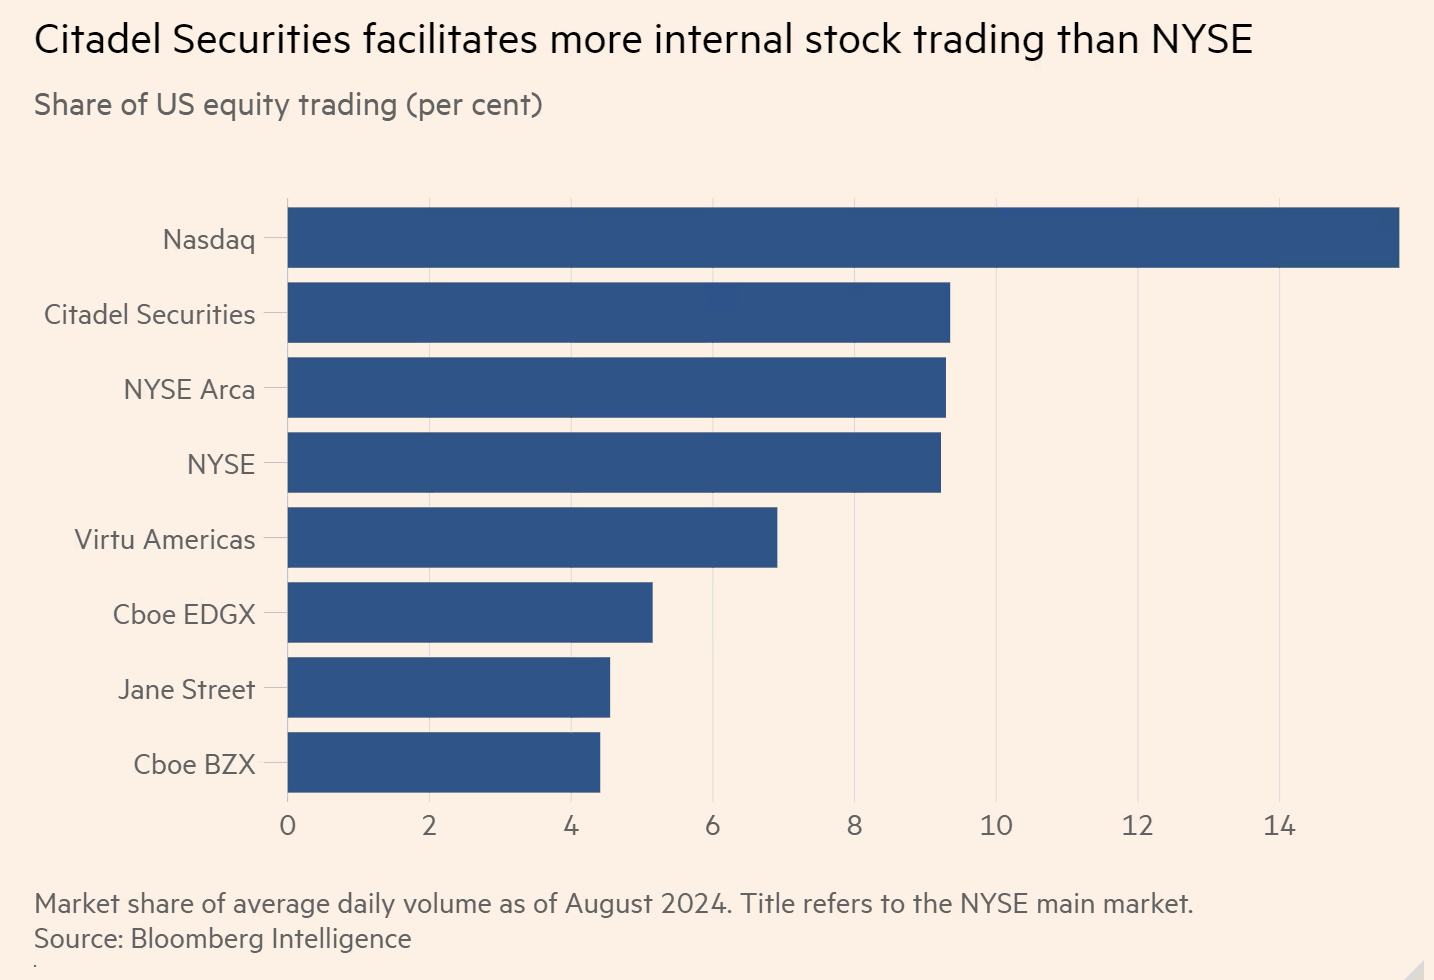 Citadel Securities facilitates more internal stock trading than NYSE
Share of US equity trading (per cent)
Nasdaq
Citadel Securities
NYSE Arca
NYSE
Virtu Americas
Cboe EDGX
Jane Street
Cboe BZX
0 2 4 6 8 10 12 14
Market share of average daily volume as of August 2024. Title refers to the NYSE main market.
Source: Bloomberg Intelligence
.